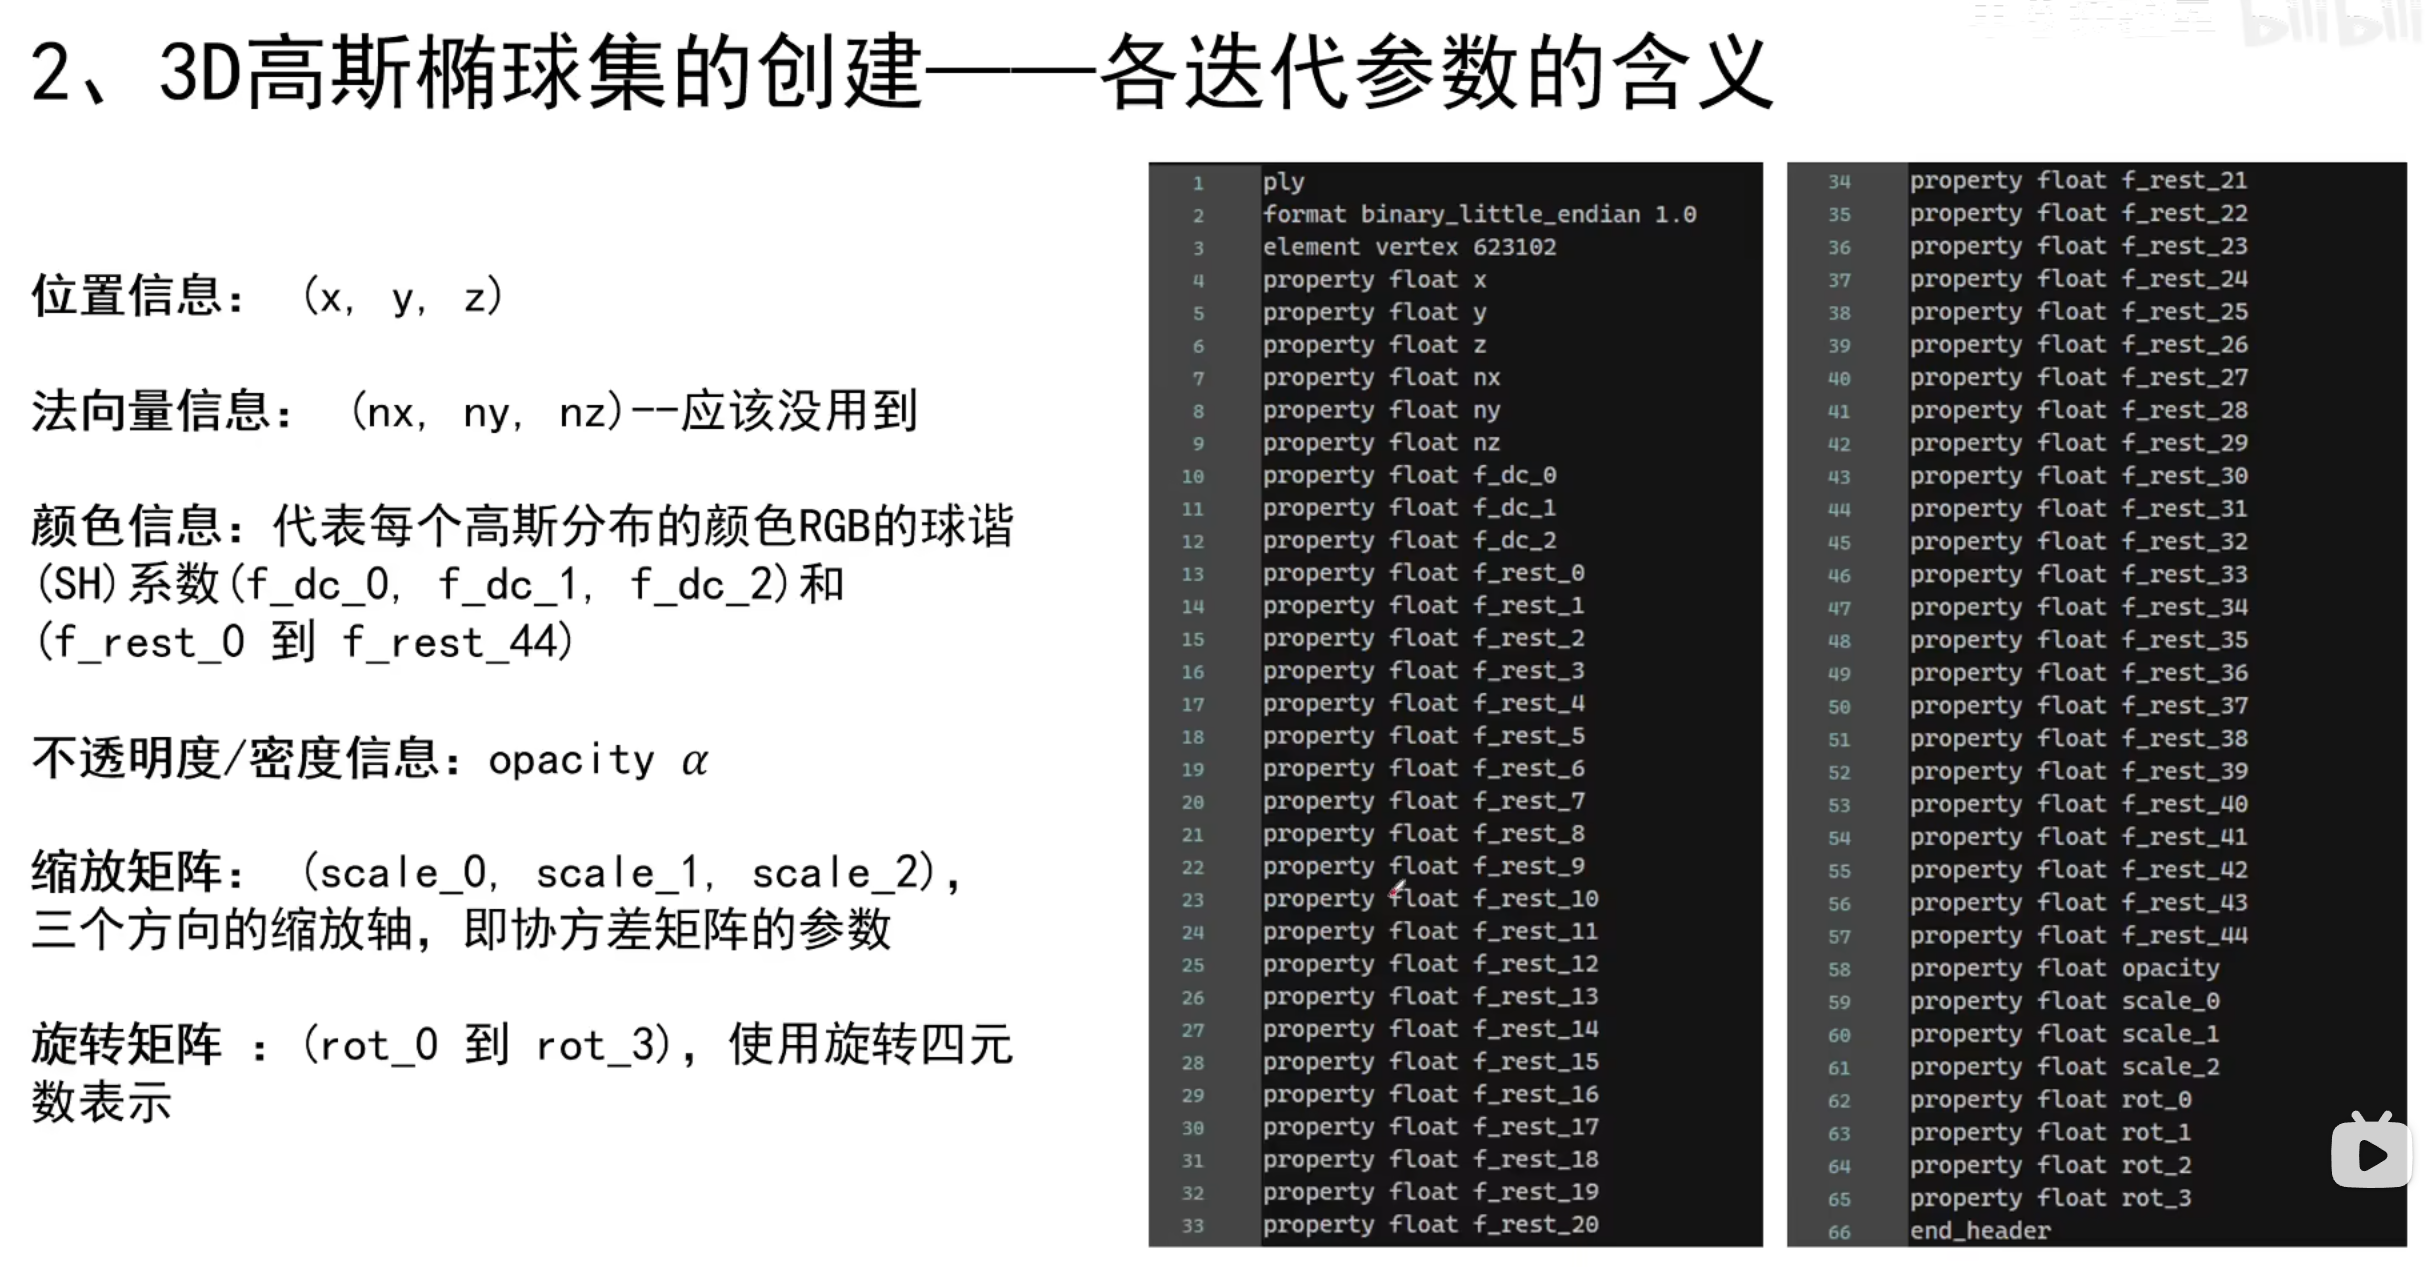 2、3D高斯椭球集的创建——各迭代参数的含义
位置信息： (x, y, z)
法向量信息： (nx, ny, nz)--应该没用到
颜色信息：代表每个高斯分布的颜色RGB的球谐
(SH)系数(f_dc_0, f_dc_1, f_dc_2)和
(f_rest_0 到 f_rest_44)
不透明度/密度信息：opacity α
缩放矩阵： (scale_0, scale_1, scale_2)，
三个方向的缩放轴，即协方差矩阵的参数
旋转矩阵 ：(rot_0 到 rot_3)，使用旋转四元
数表示
1 ply
2 format binary_little_endian 1.0
3 element vertex 623102
4 property float x
5 property float y
6 property float z
7 property float nx
8 property float ny
9 property float nz
10 property float f_dc_0
11 property float f_dc_1
12 property float f_dc_2
13 property float f_rest_0
14 property float f_rest_1
15 property float f_rest_2
16 property float f_rest_3
17 property float f_rest_4
18 property float f_rest_5
19 property float f_rest_6
20 property float f_rest_7
21 property float f_rest_8
22 property float f_rest_9
23 property float f_rest_10
24 property float f_rest_11
25 property float f_rest_12
26 property float f_rest_13
27 property float f_rest_14
28 property float f_rest_15
29 property float f_rest_16
30 property float f_rest_17
31 property float f_rest_18
32 property float f_rest_19
33 property float f_rest_20
34 property float f_rest_21
35 property float f_rest_22
36 property float f_rest_23
37 property float f_rest_24
38 property float f_rest_25
39 property float f_rest_26
40 property float f_rest_27
41 property float f_rest_28
42 property float f_rest_29
43 property float f_rest_30
44 property float f_rest_31
45 property float f_rest_32
46 property float f_rest_33
47 property float f_rest_34
48 property float f_rest_35
49 property float f_rest_36
50 property float f_rest_37
51 property float f_rest_38
52 property float f_rest_39
53 property float f_rest_40
54 property float f_rest_41
55 property float f_rest_42
56 property float f_rest_43
57 property float f_rest_44
58 property float opacity
59 property float scale_0
60 property float scale_1
61 property float scale_2
62 property float rot_0
63 property float rot_1
64 property float rot_2
65 property float rot_3
66 end_header
bilibili